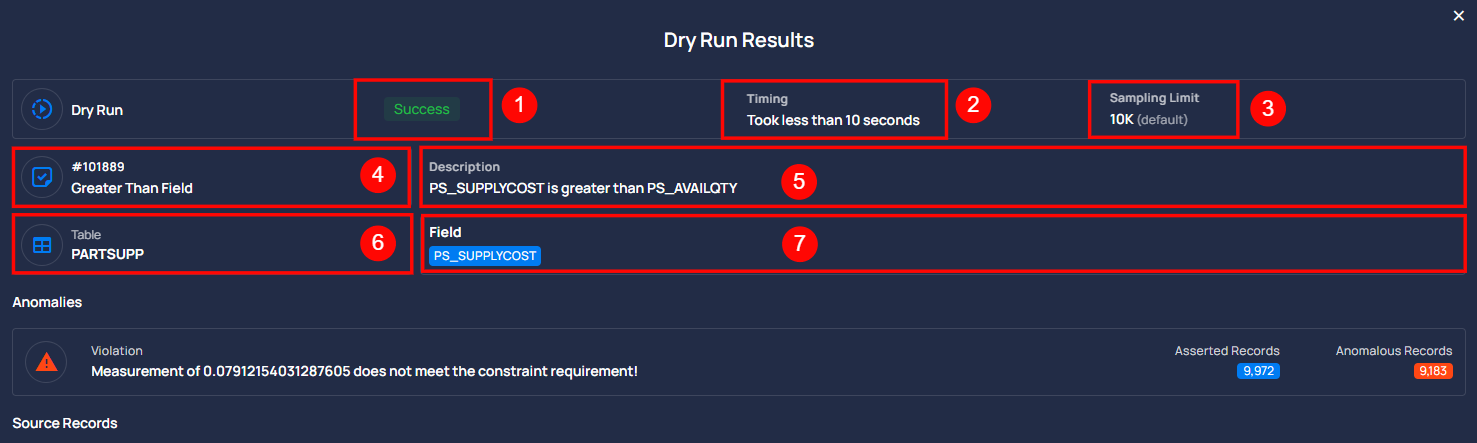 Dry Run Results
Dry Run
Success
1
Timing
Took less than 10 seconds
2
Sampling Limit
10K (default)
3
#101889
Greater Than Field
4
Description
PS_SUPPLYCOST is greater than PS_AVAILQTY
5
Table
PARTSUPP
6
Field
PS_SUPPLYCOST
7
Anomalies
Violation
Measurement of 0.07912154031287605 does not meet the constraint requirement!
Asserted Records
9,972
Anomalous Records
9,183
Source Records